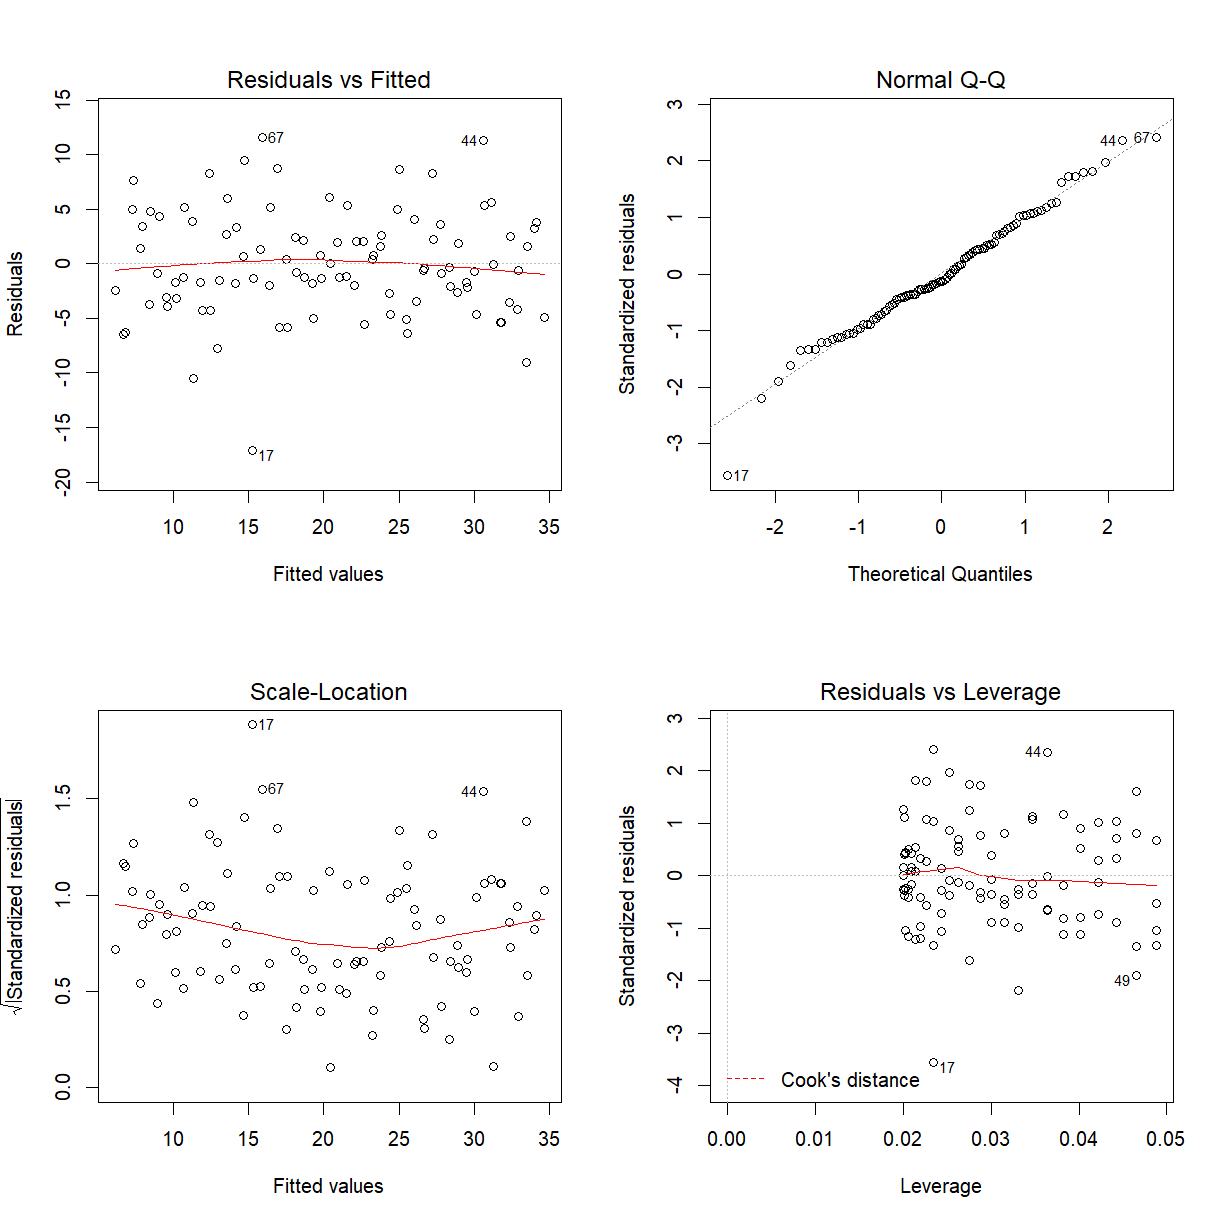 Residuals vs Fitted
Residuals
15
10
5
0
-5
-10
-15
-20
67
44
17
10 15 20 25 30 35
Fitted values
Normal Q-Q
Standardized residuals
3
2
1
0
-1
-2
-3
44
67
17
-2 -1 0 1 2
Theoretical Quantiles
Scale-Location
√|Standardized residuals|
1.5
1.0
0.5
0.0
17
67
44
10 15 20 25 30 35
Fitted values
Residuals vs Leverage
Standardized residuals
3
2
1
0
-1
-2
-3
-4
44
49
17
Cook's distance
0.00 0.01 0.02 0.03 0.04 0.05
Leverage